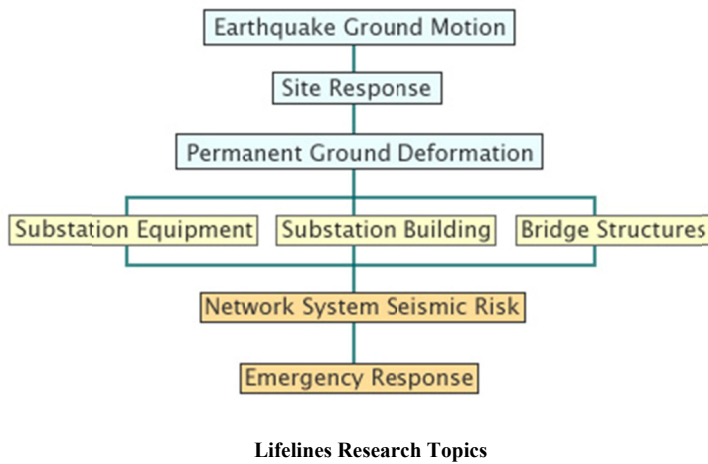 Earthquake Ground Motion
Site Response
Permanent Ground Deformation
Substation Equipment
Substation Building
Bridge Structures
Network System Seismic Risk
Emergency Response
Lifelines Research Topics